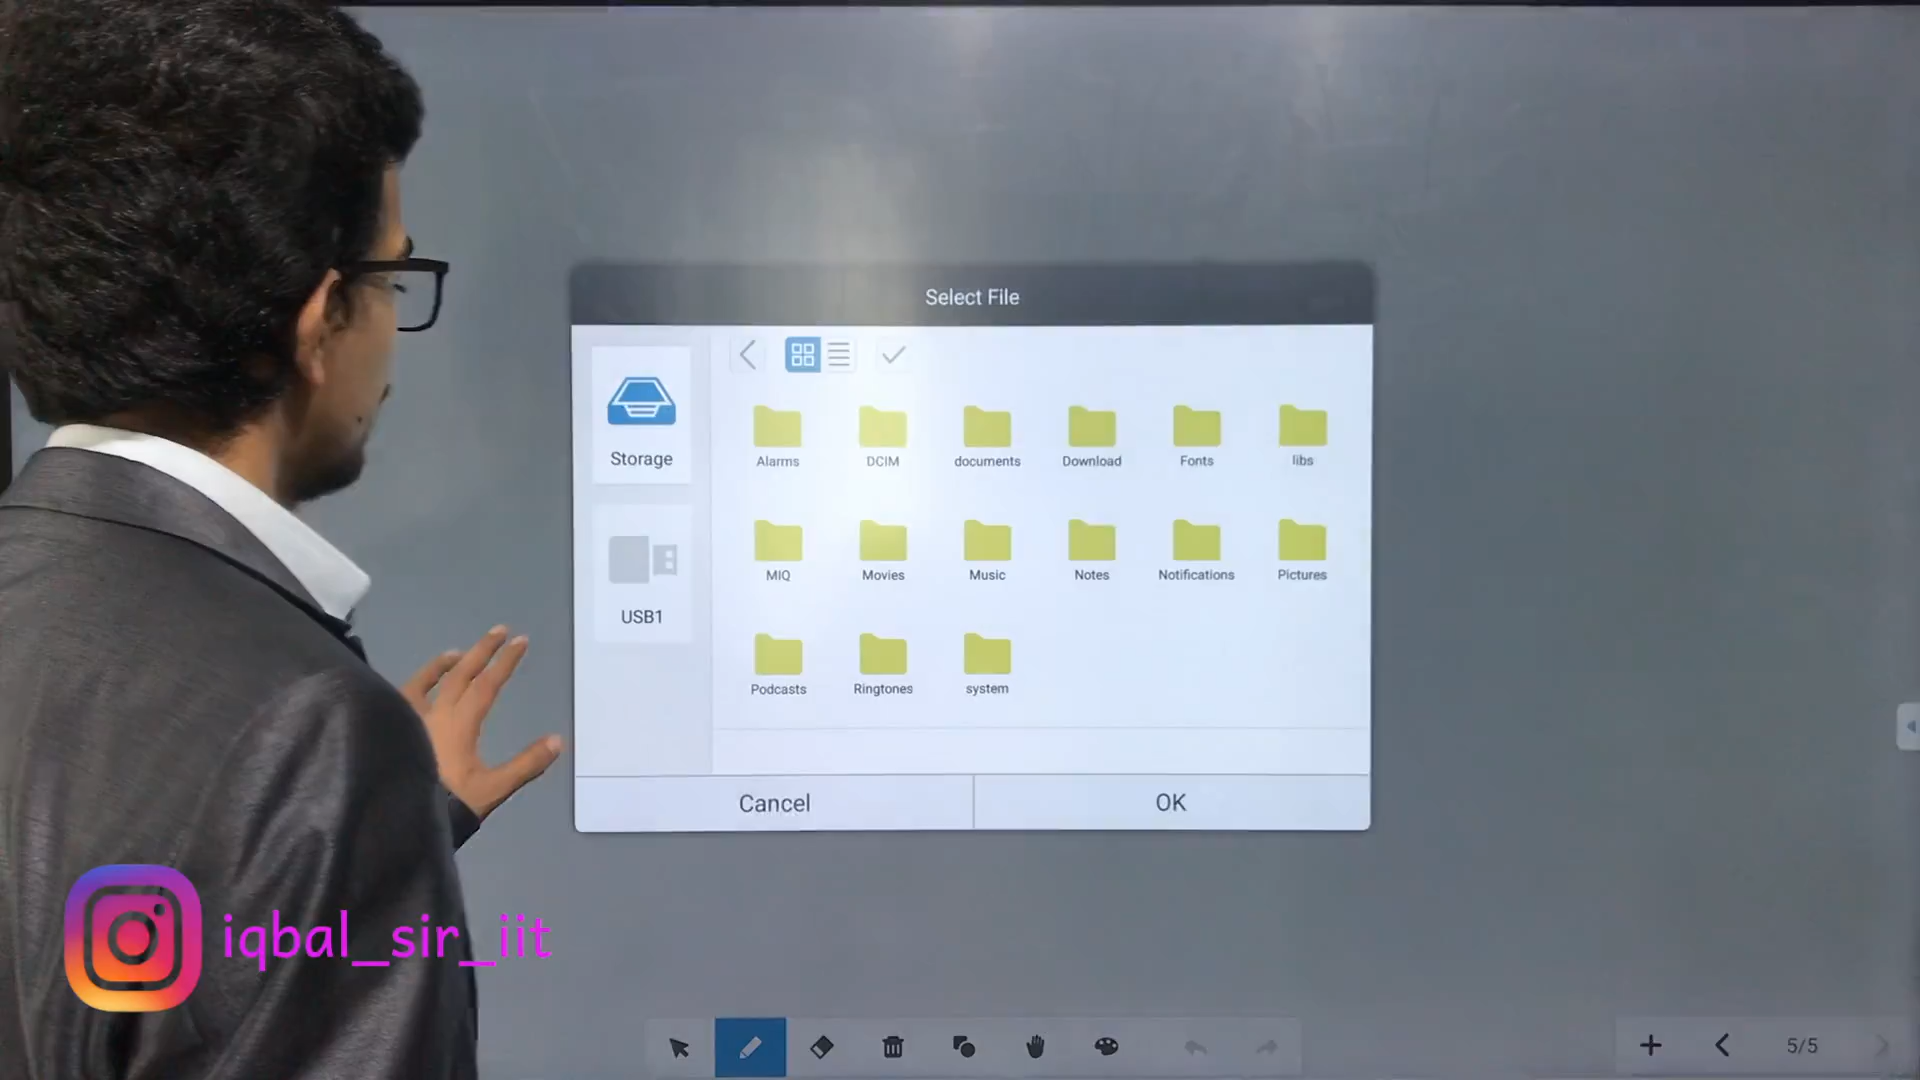 Select File
Storage
USB1
Alarms
DCIM
documents
Download
Fonts
libs
MIQ
Movies
Music
Notes
Notifications
Pictures
Podcasts
Ringtones
system
Cancel
OK
iqbal_sir_iit
5/5